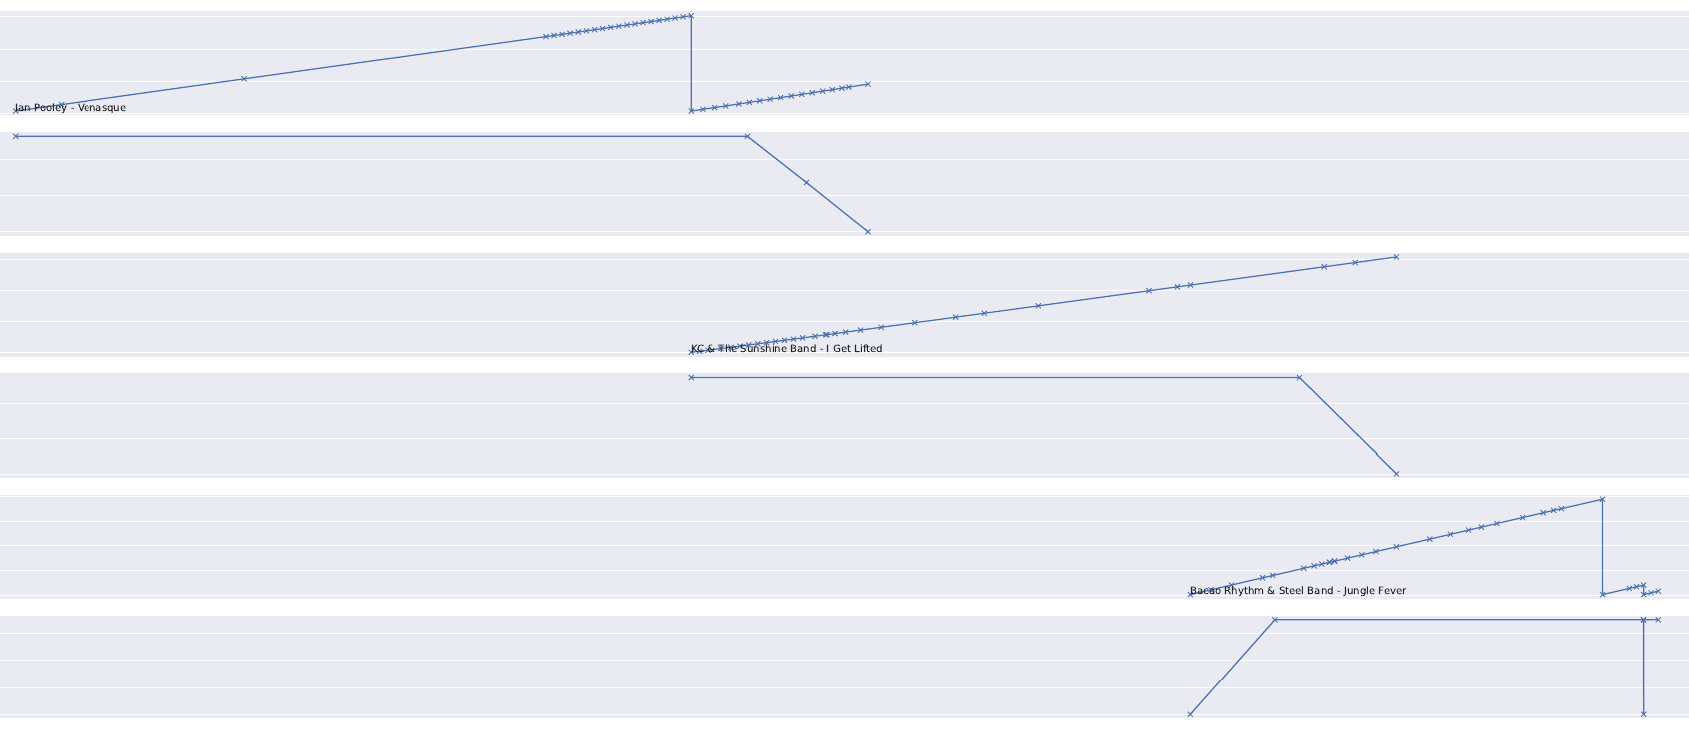 Ian Pooley - Venasque
KC & The Sunshine Band - I Get Lifted
Bacao Rhythm & Steel Band - Jungle Fever